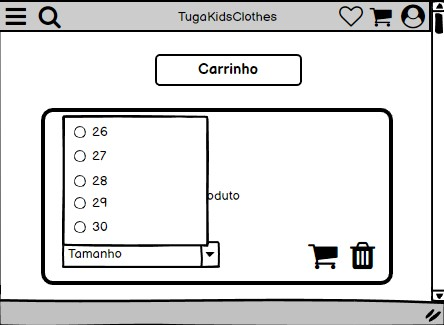 TugaKidsClothes
Carrinho
26
27
28
29
30
oduto
Tamanho